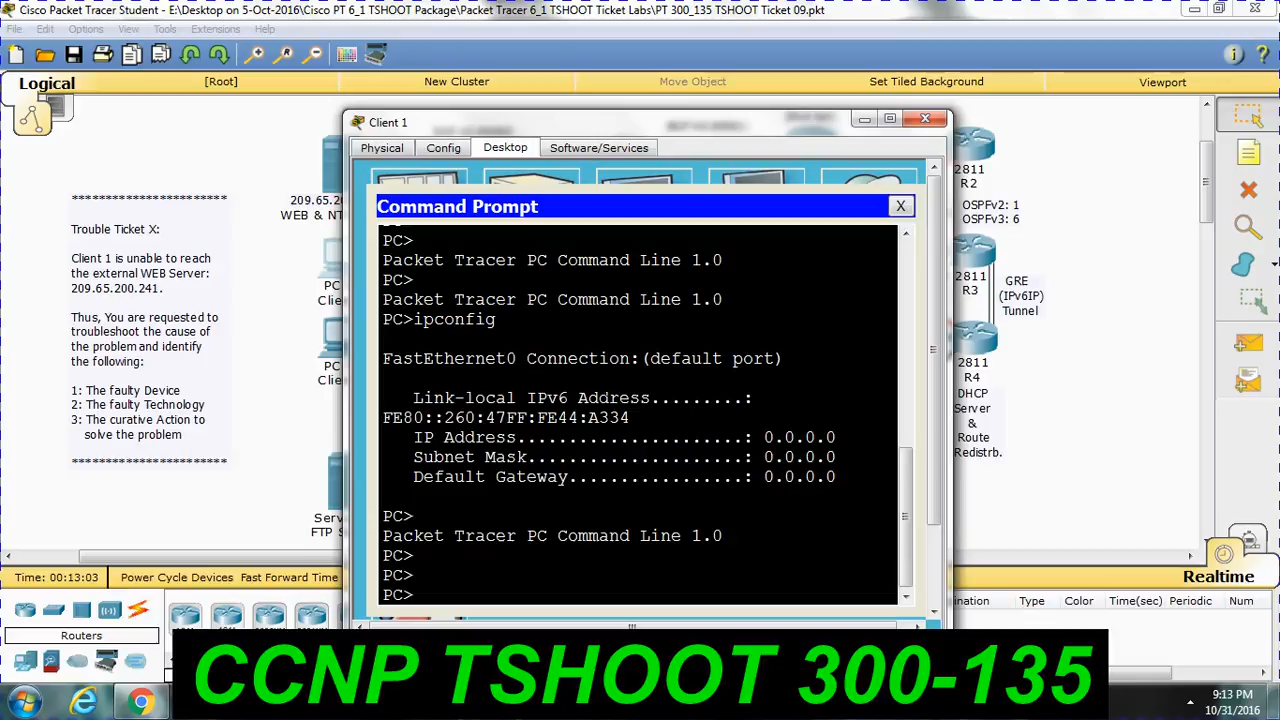 Cisco Packet Tracer Student - E:\Desktop on 5-Oct-2016\Cisco PT 6_1 TSHOOT Package\Packet Tracer 6_1 TSHOOT Ticket Labs\PT 300_135 TSHOOT Ticket 09.pkt
File Edit Options View Tools Extensions Help
Logical
[Root]
New Cluster
Move Object
Set Tiled Background
Viewport
Client 1
Physical Config Desktop Software/Services
Command Prompt
X
PC>
Packet Tracer PC Command Line 1.0
PC>
Packet Tracer PC Command Line 1.0
PC>ipconfig
FastEthernet0 Connection:(default port)
Link-local IPv6 Address.........:
FE80::260:47FF:FE44:A334
IP Address......................: 0.0.0.0
Subnet Mask.....................: 0.0.0.0
Default Gateway.................: 0.0.0.0
PC>
Packet Tracer PC Command Line 1.0
PC>
PC>
PC>
************************
Trouble Ticket X:
Client 1 is unable to reach
the external WEB Server:
209.65.200.241.
Thus, You are requested to
troubleshoot the cause of
the problem and identify
the following:
1: The faulty Device
2: The faulty Technology
3: The curative Action to
solve the problem
************************
209.65.20
WEB & NT
PC
Clie
PC
Clie
Serv
FTP S
2811
R2
OSPFv2: 1
OSPFv3: 6
2811
R3
GRE
(IPv6IP)
Tunnel
2811
R4
DHCP
Server
&
Route
Redistrb.
Time: 00:13:03 Power Cycle Devices Fast Forward Time
Realtime
Routers
ination Type Color Time(sec) Periodic Num
CCNP TSHOOT 300-135
9:13 PM
10/31/2016